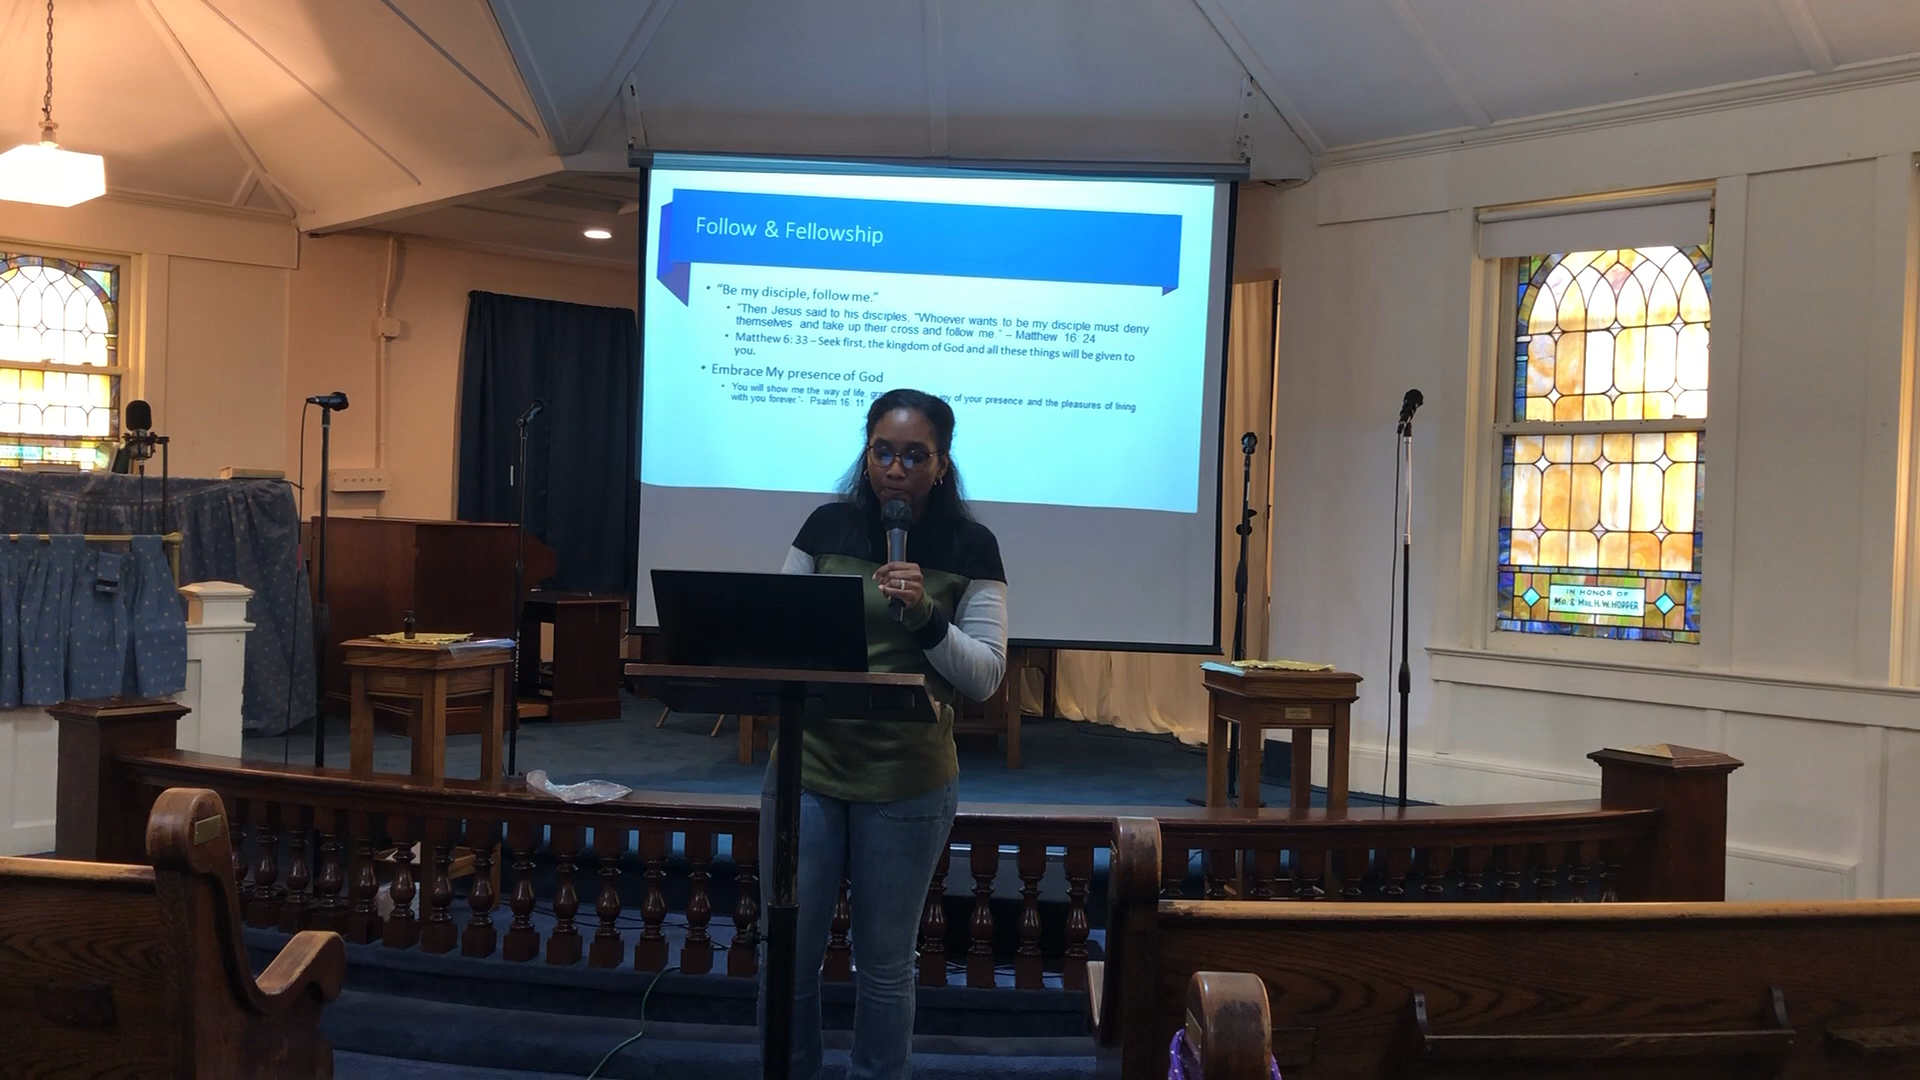 Follow & Fellowship
• "Be my disciple, follow me."
• "Then Jesus said to his disciples, "Whoever wants to be my disciple must deny
themselves and take up their cross and follow me." – Matthew 16: 24
• Matthew 6: 33 – Seek first, the kingdom of God and all these things will be given to
you.
• Embrace My presence of God
• You will show me the way of life, joy of your presence and the pleasures of living
with you forever."- Psalm 16: 11
IN HONOR OF
MR. & MRS. H. W. HOPPER